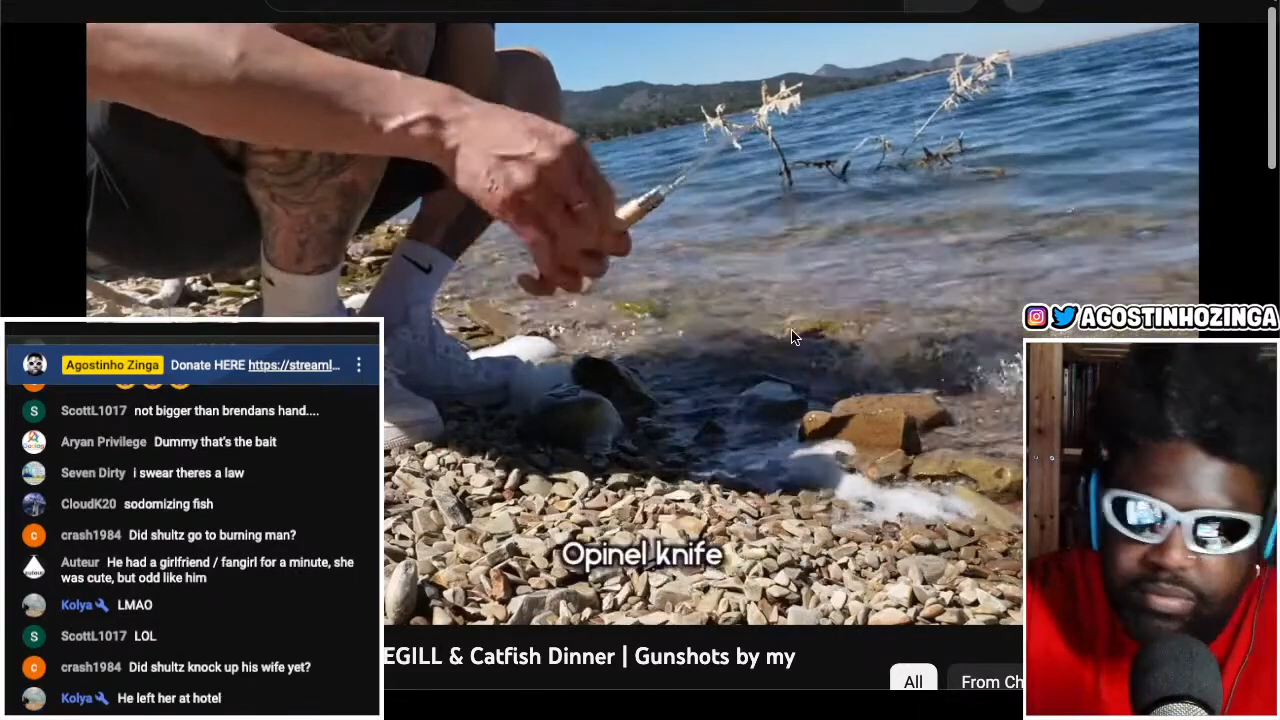 AGOSTINHOZINGA
Agostinho Zinga Donate HERE https://streaml...
ScottL1017 not bigger than brendans hand....
Aryan Privilege Dummy that's the bait
Seven Dirty i swear theres a law
CloudK20 sodomizing fish
crash1984 Did shultz go to burning man?
Auteur He had a girlfriend / fangirl for a minute, she
was cute, but odd like him
Kolya LMAO
ScottL1017 LOL
crash1984 Did shultz knock up his wife yet?
Kolya He left her at hotel
Opinel knife
EGILL & Catfish Dinner | Gunshots by my
All From Ch